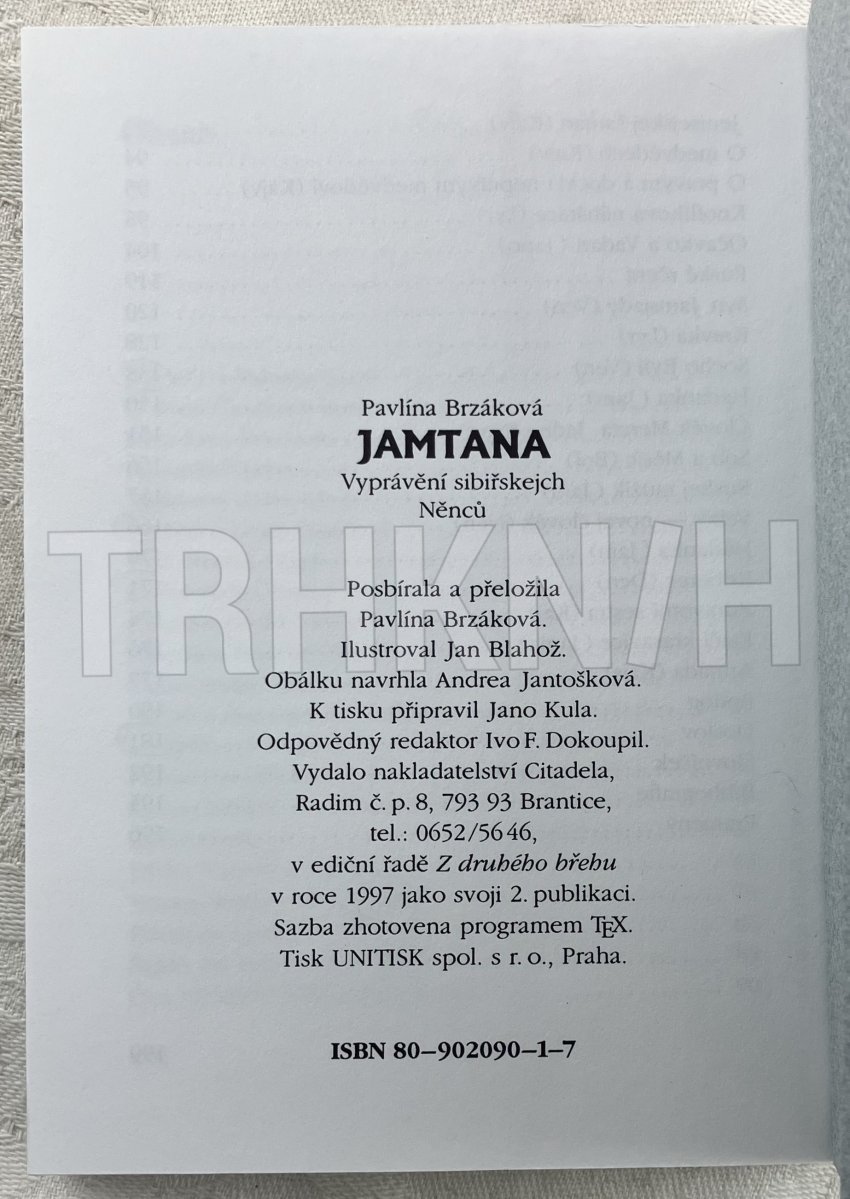 Pavlína Brzáková
JAMTANA
Vyprávění sibiřskejch
Něnců
TRHKNIH
Posbírala a přeložila
Pavlína Brzáková.
Ilustroval Jan Blahož.
Obálku navrhla Andrea Jantošková.
K tisku připravil Jano Kula.
Odpovědný redaktor Ivo F. Dokoupil.
Vydalo nakladatelství Citadela,
Radim č. p. 8, 793 93 Brantice,
tel.: 0652/56 46,
v ediční řadě Z druhého břehu
v roce 1997 jako svoji 2. publikaci.
Sazba zhotovena programem TEX.
Tisk UNITISK spol. s r. o., Praha.
ISBN 80–902090–1–7